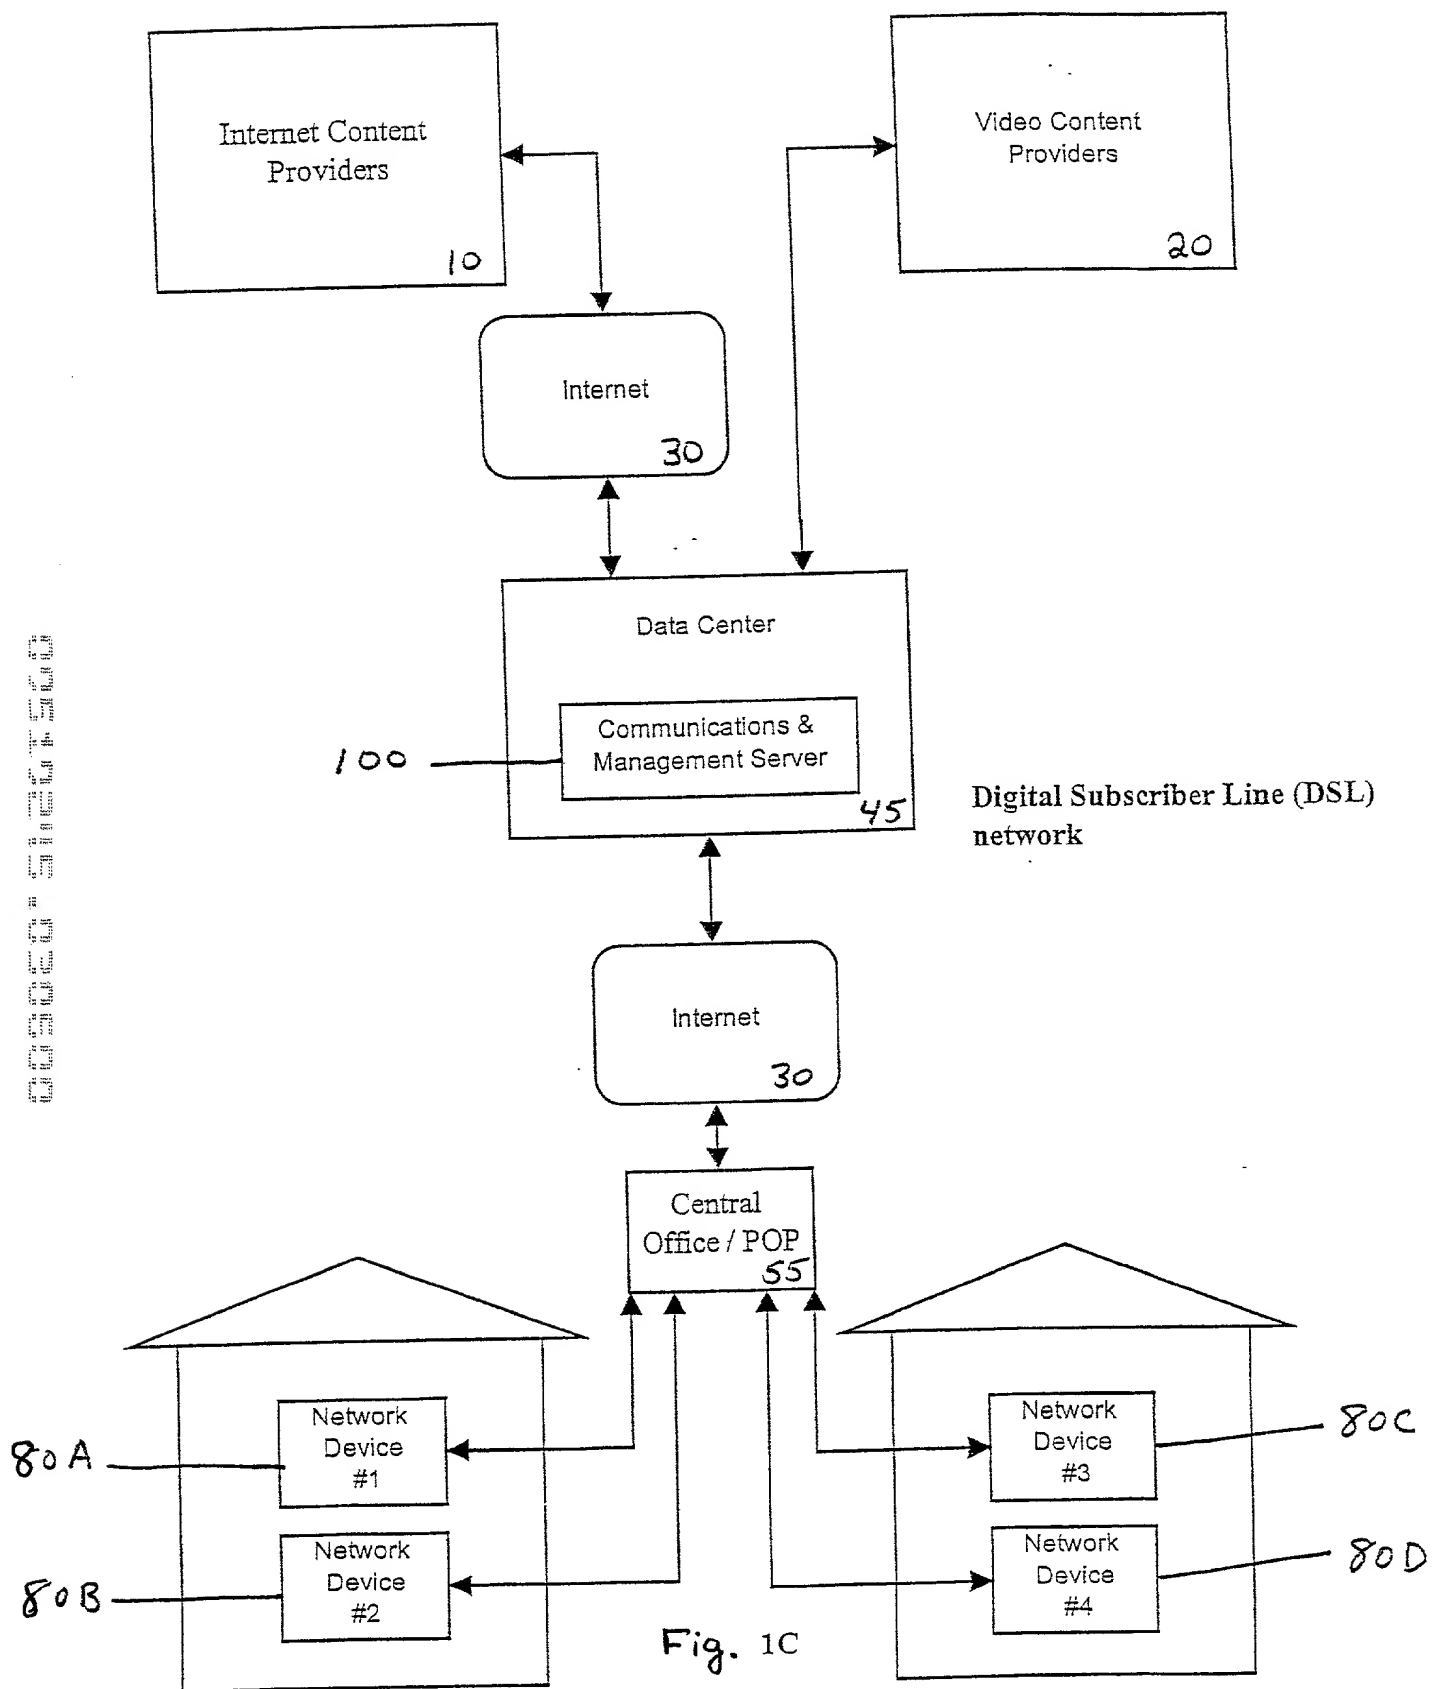 Internet Content
Providers
10
Video Content
Providers
20
Internet
30
Data Center
Communications &
Management Server
100
45
Digital Subscriber Line (DSL)
network
Internet
30
Central
Office / POP
55
Network
Device
#1
80A
Network
Device
#2
80B
Network
Device
#3
80C
Network
Device
#4
80D
Fig. 1C